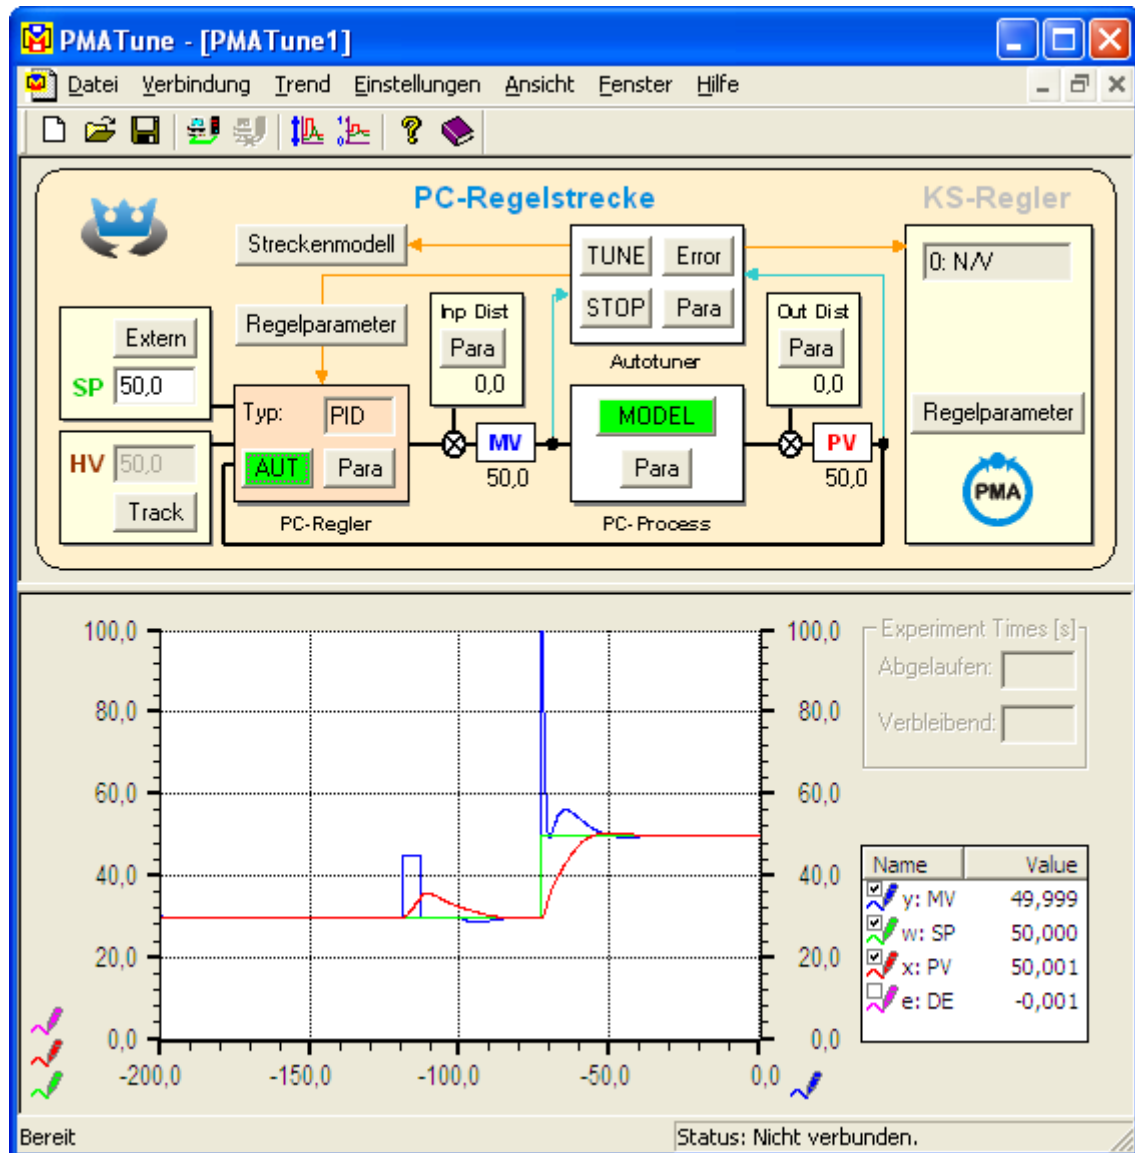 PMATune - [PMATune1]
Datei Verbindung Trend Einstellungen Ansicht Fenster Hilfe
PC-Regelstrecke
KS-Regler
Streckenmodell
TUNE Error
0: N/V
Regelparameter
Inp Dist
STOP Para
Out Dist
Extern
Para
Autotuner
Para
SP 50,0
0,0
0,0
Typ: PID
MODEL
Regelparameter
HV 50,0
AUT Para
MV
50,0
Para
PV
50,0
PMA
Track
PC-Regler
PC-Process
100,0
80,0
60,0
40,0
20,0
0,0
-200,0 -150,0 -100,0 -50,0 0,0
100,0
80,0
60,0
40,0
20,0
0,0
Experiment Times [s]
Abgelaufen:
Verbleibend:
Name Value
y: MV 49,999
w: SP 50,000
x: PV 50,001
e: DE -0,001
Bereit
Status: Nicht verbunden.